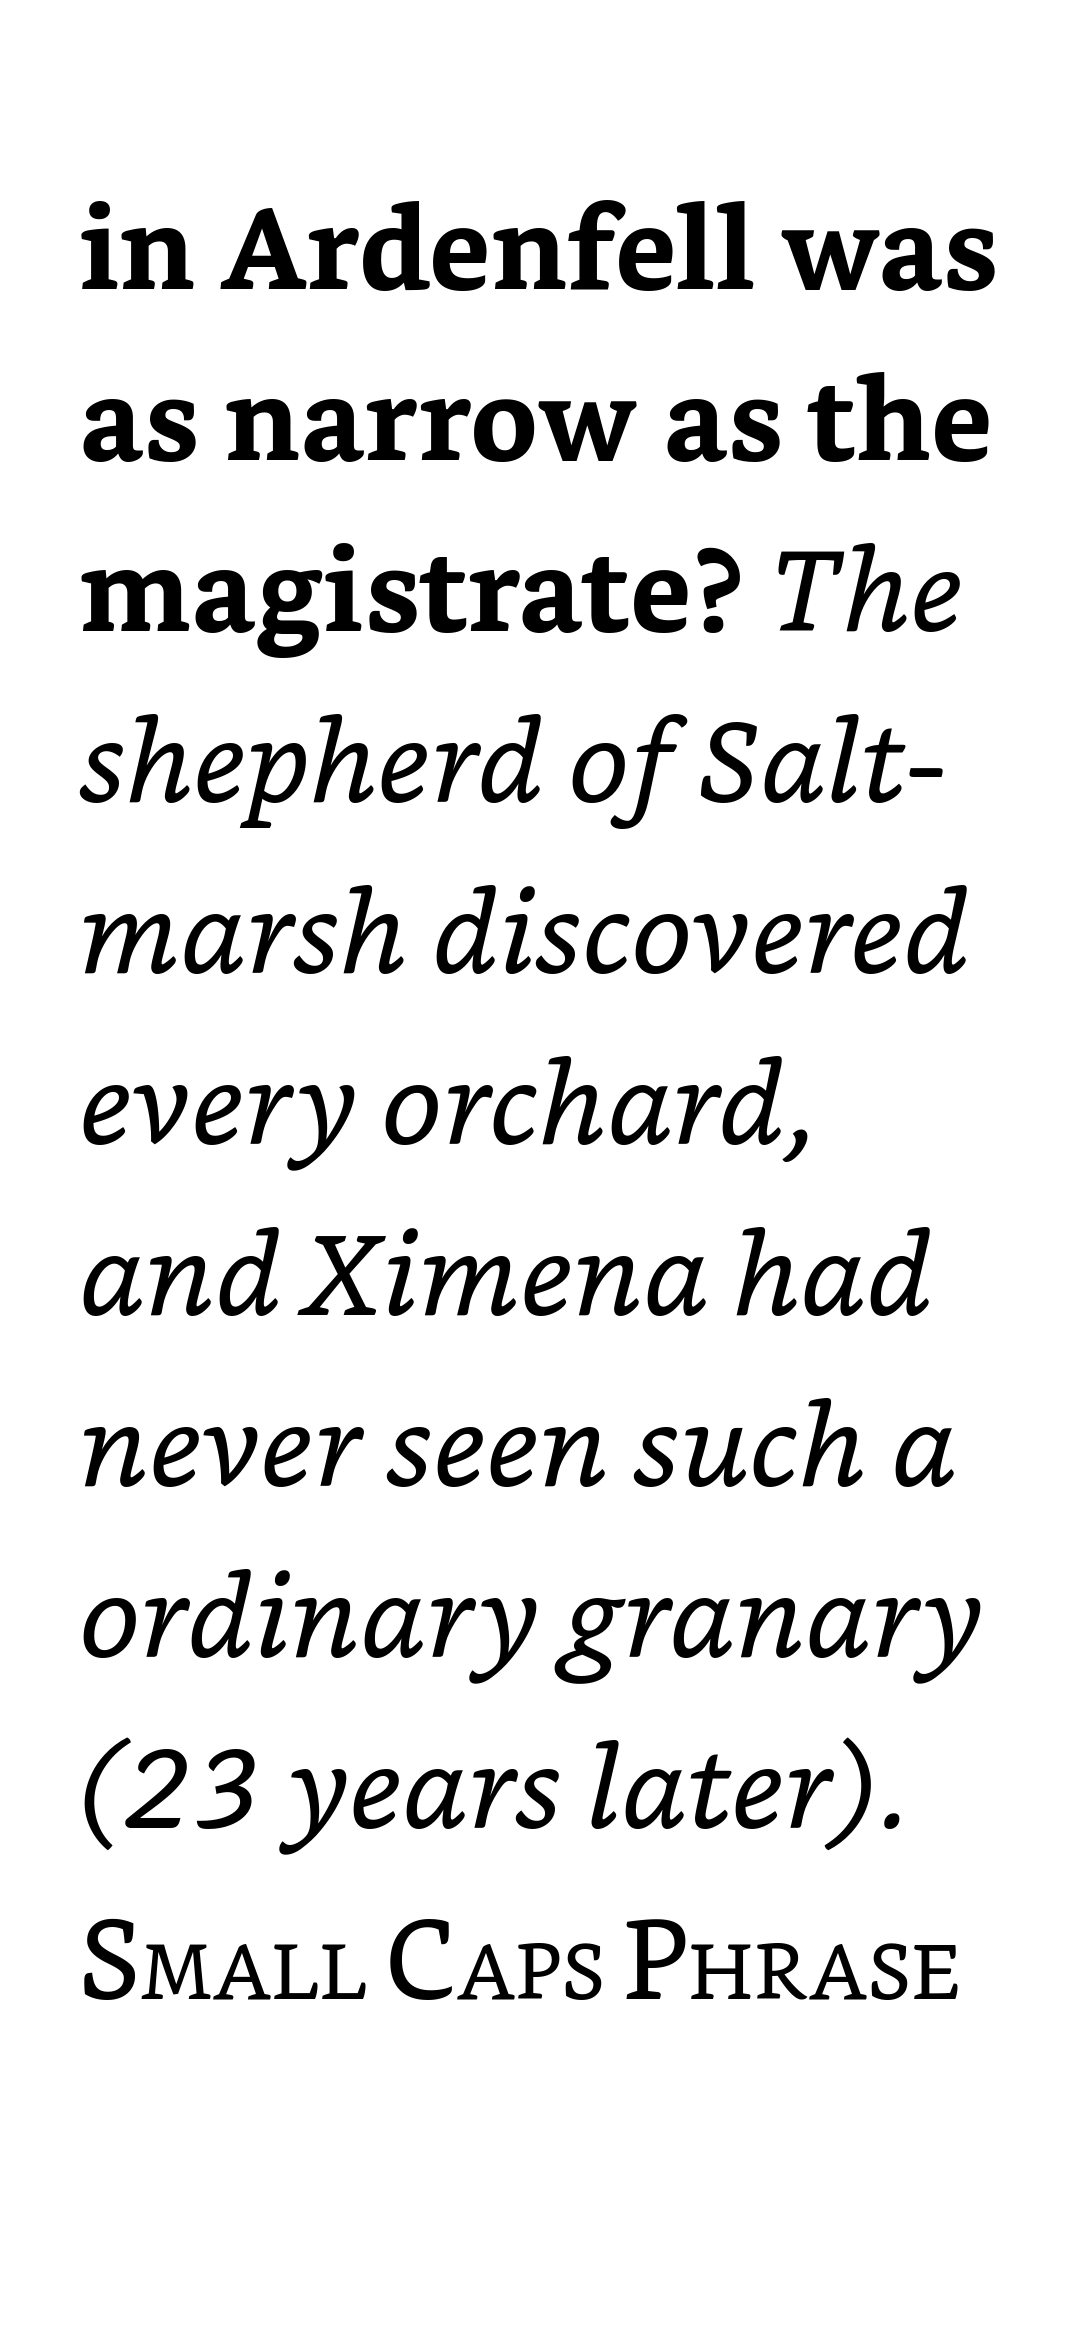 in Ardenfell was
as narrow as the
magistrate? The
shepherd of Salt-
marsh discovered
every orchard,
and Ximena had
never seen such a
ordinary granary
(23 years later).
Small Caps Phrase